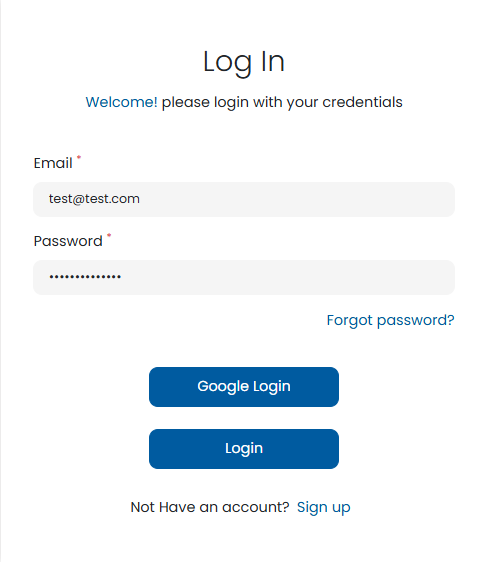 Log In
Welcome! please login with your credentials
Email *
test@test.com
Password *
••••••••••••••
Forgot password?
Google Login
Login
Not Have an account? Sign up